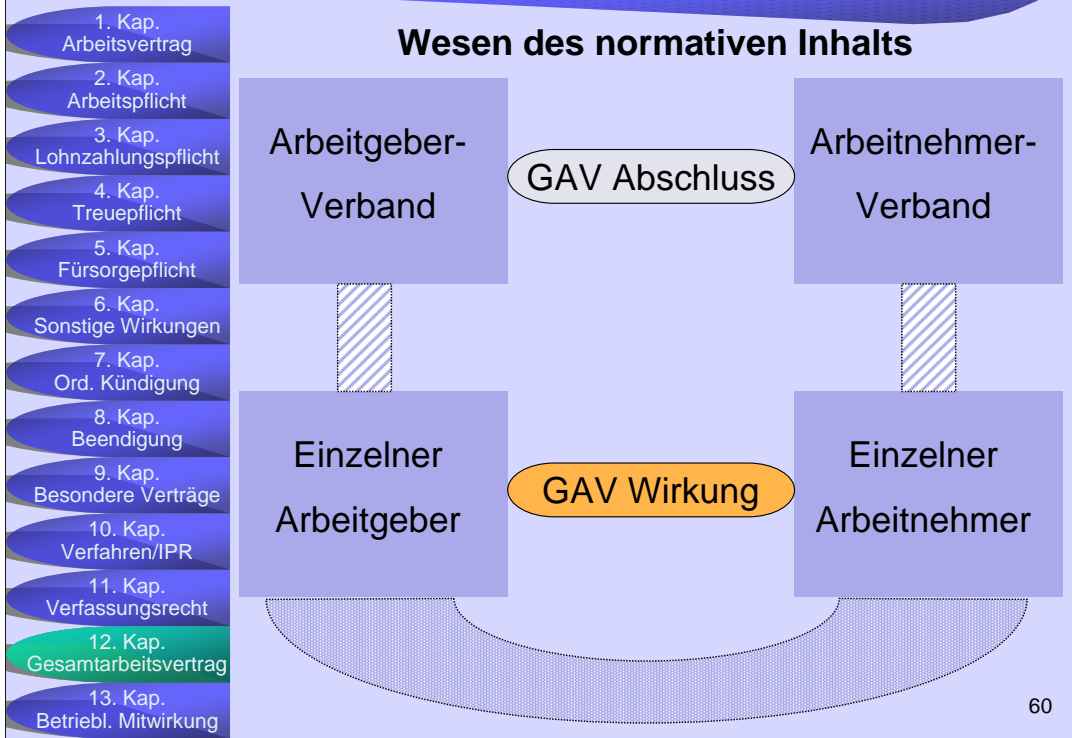 1. Kap.
Arbeitsvertrag
2. Kap.
Arbeitspflicht
3. Kap.
Lohnzahlungspflicht
4. Kap.
Treuepflicht
5. Kap.
Fürsorgepflicht
6. Kap.
Sonstige Wirkungen
7. Kap.
Ord. Kündigung
8. Kap.
Beendigung
9. Kap.
Besondere Verträge
10. Kap.
Verfahren/IPR
11. Kap.
Verfassungsrecht
12. Kap.
Gesamtarbeitsvertrag
13. Kap.
Betriebl. Mitwirkung
Wesen des normativen Inhalts
Arbeitgeber-
Verband
GAV Abschluss
Arbeitnehmer-
Verband
Einzelner
Arbeitgeber
GAV Wirkung
Einzelner
Arbeitnehmer
60